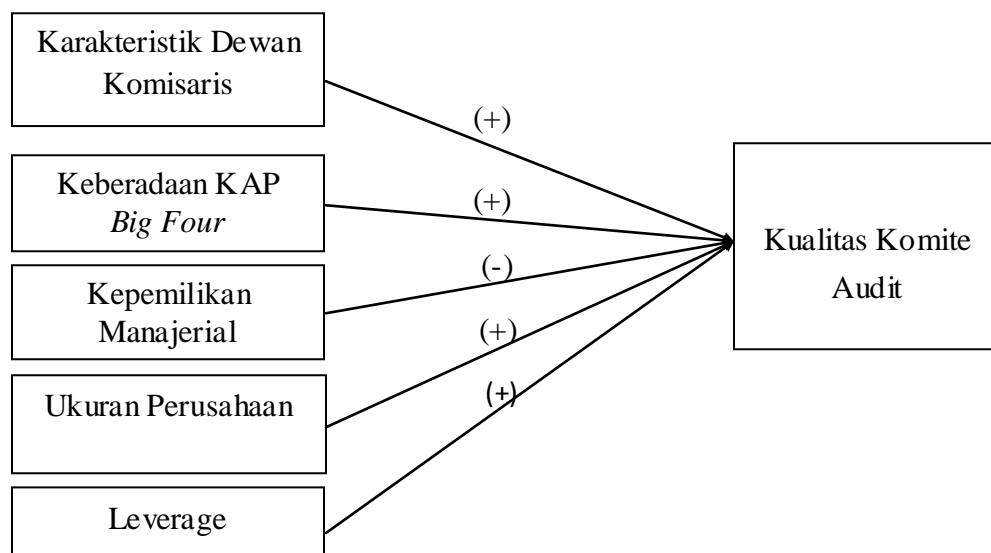 Karakteristik Dewan
Komisaris
(+)
Keberadaan KAP
Big Four
(+)
Kepemilikan
Manajerial
(-)
Ukuran Perusahaan
(+)
Leverage
(+)
Kualitas Komite
Audit